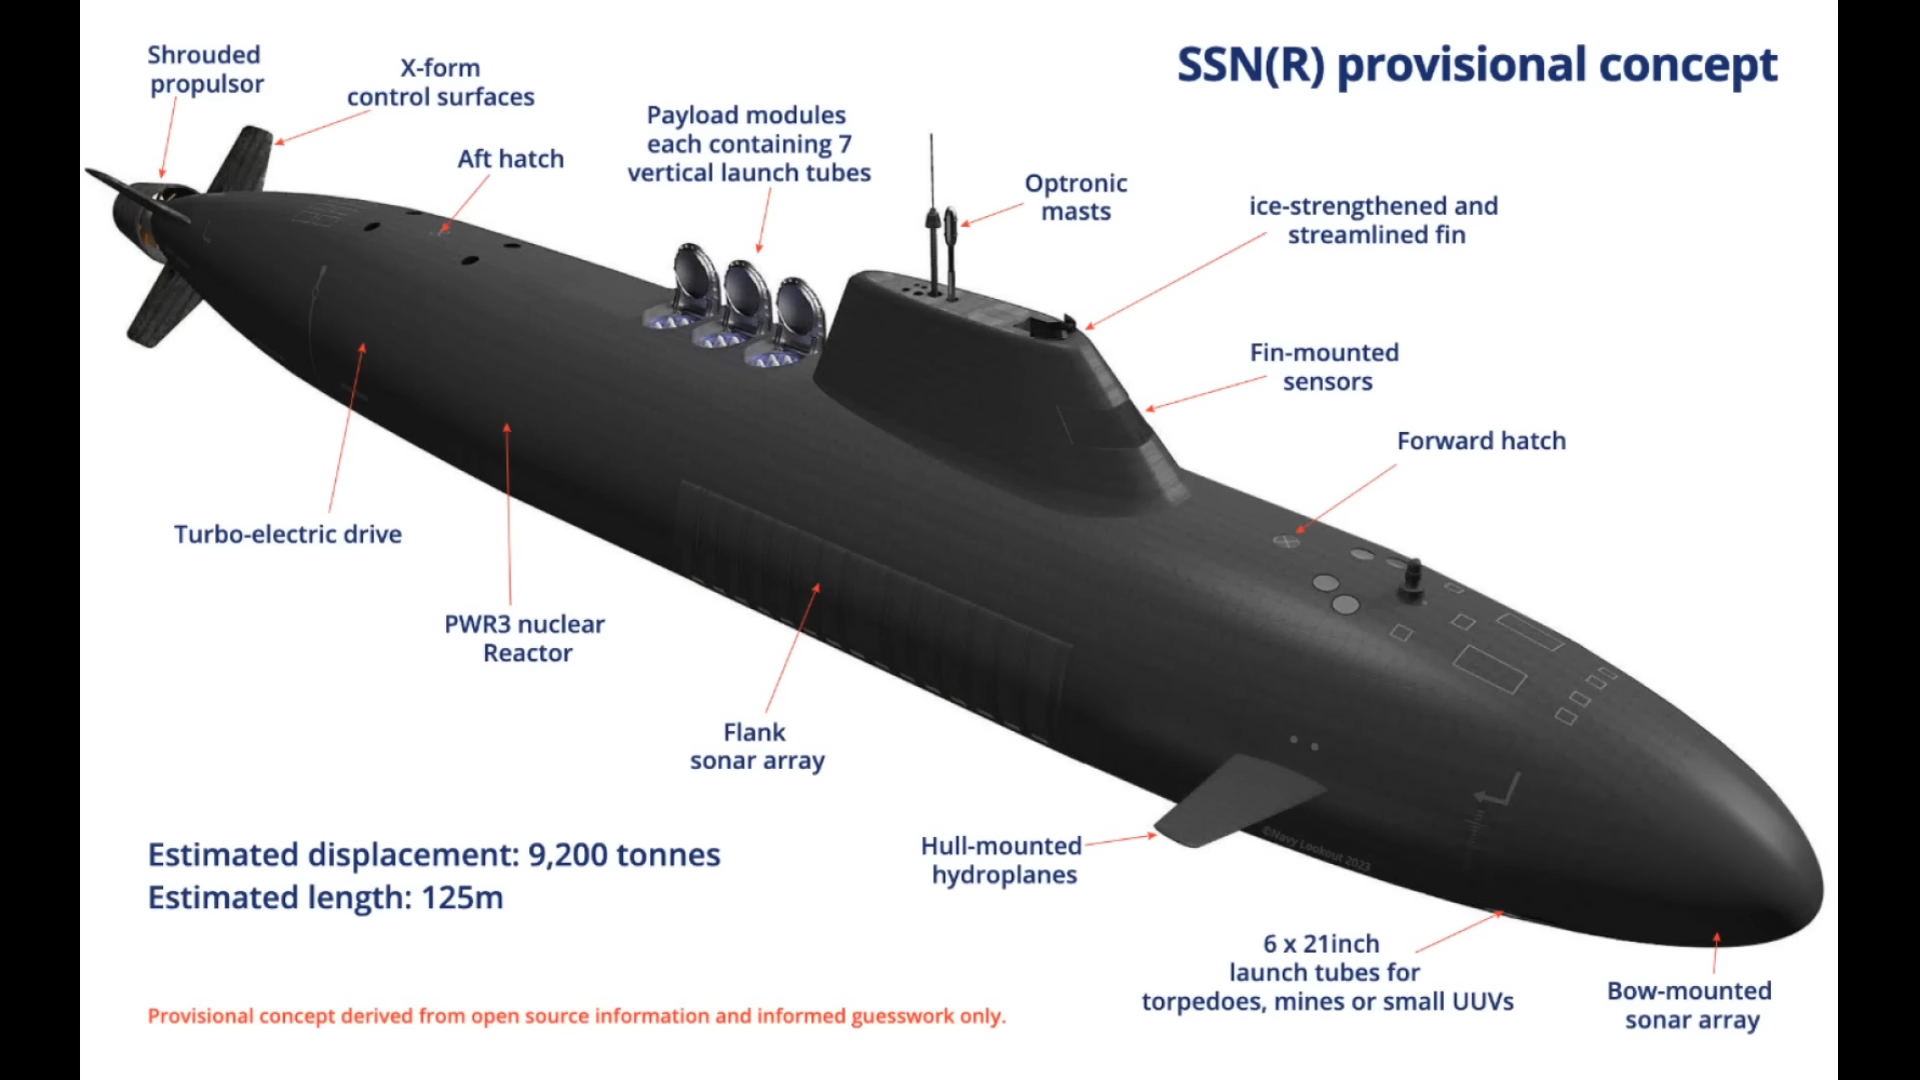 SSN(R) provisional concept
Shrouded
propulsor
X-form
control surfaces
Aft hatch
Payload modules
each containing 7
vertical launch tubes
Optronic
masts
ice-strengthened and
streamlined fin
Fin-mounted
sensors
Forward hatch
Turbo-electric drive
PWR3 nuclear
Reactor
Flank
sonar array
Hull-mounted
hydroplanes
©Navy Lookout 2023
6 x 21inch
launch tubes for
torpedoes, mines or small UUVs
Bow-mounted
sonar array
Estimated displacement: 9,200 tonnes
Estimated length: 125m
Provisional concept derived from open source information and informed guesswork only.